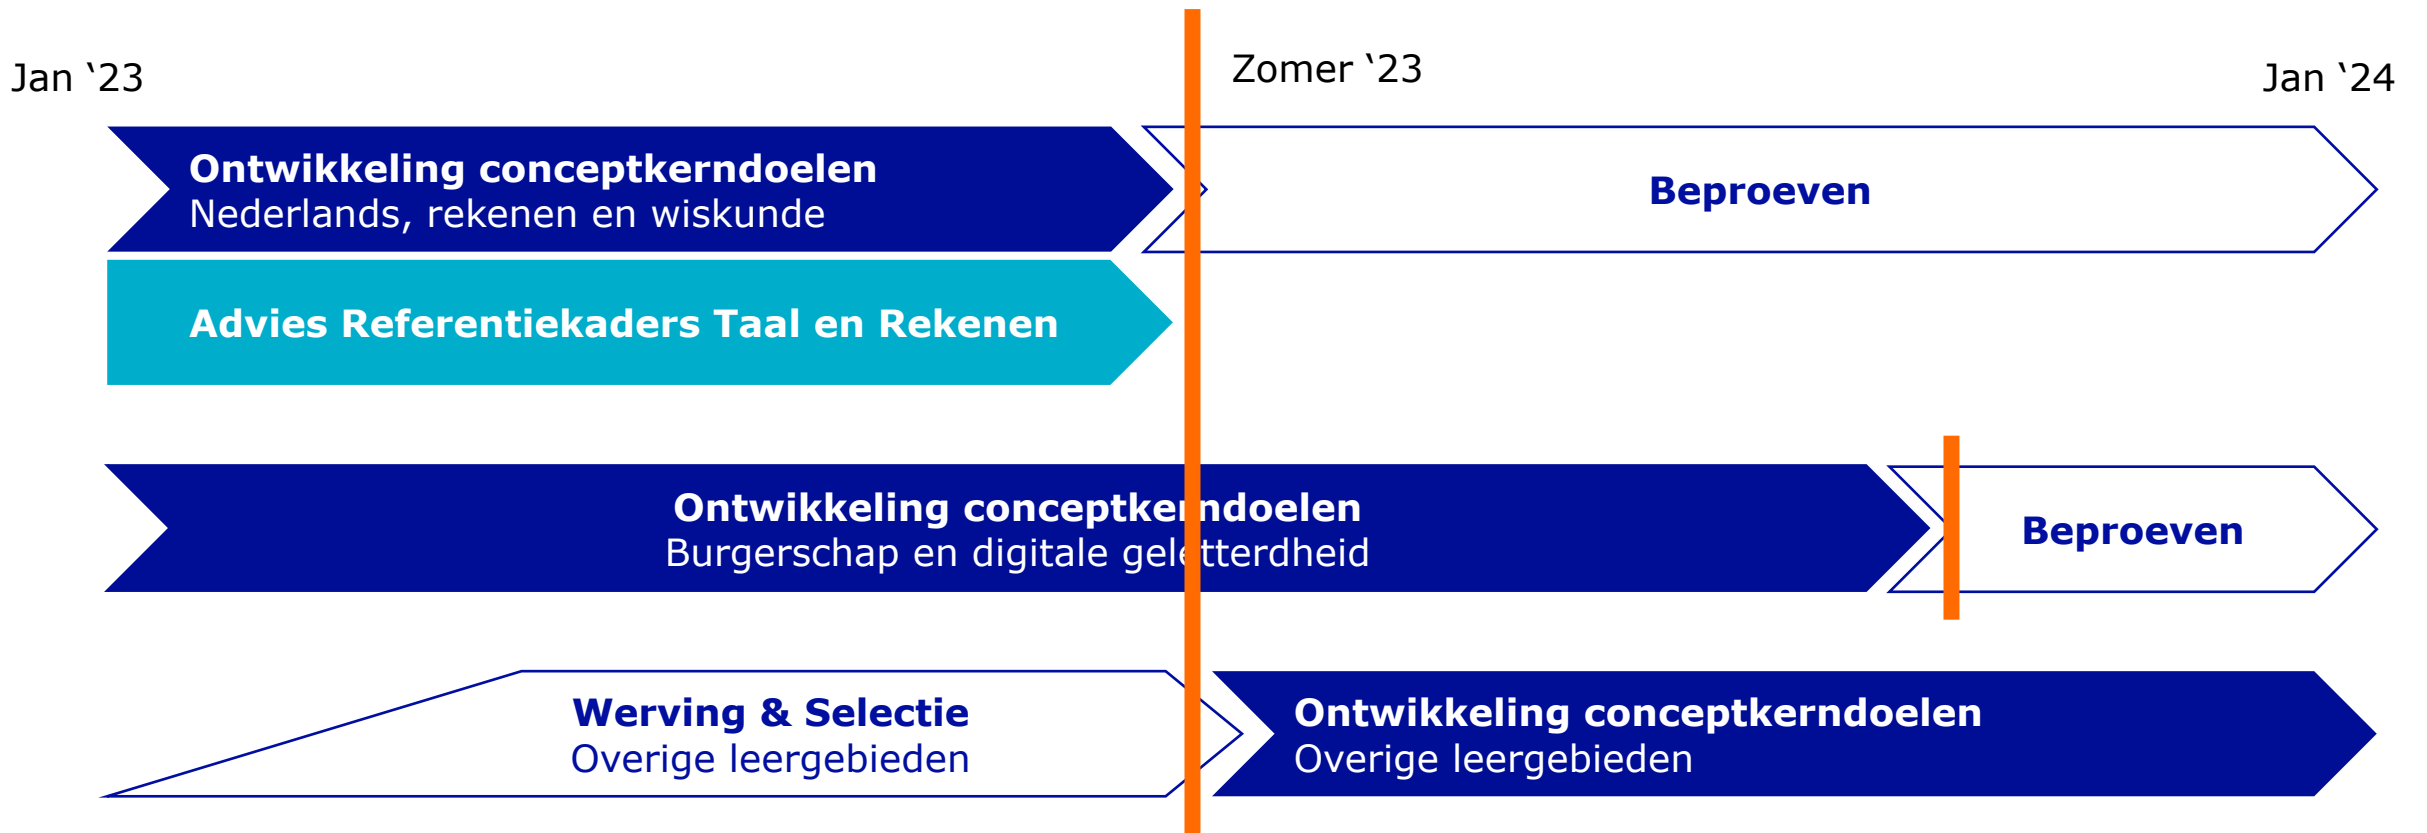 Jan ‘23
Zomer ‘23
Jan ‘24
Ontwikkeling conceptkerndoelen
Nederlands, rekenen en wiskunde
Beproeven
Advies Referentiekaders Taal en Rekenen
Ontwikkeling conceptkerndoelen
Burgerschap en digitale geletterdheid
Beproeven
Werving & Selectie
Overige leergebieden
Ontwikkeling conceptkerndoelen
Overige leergebieden